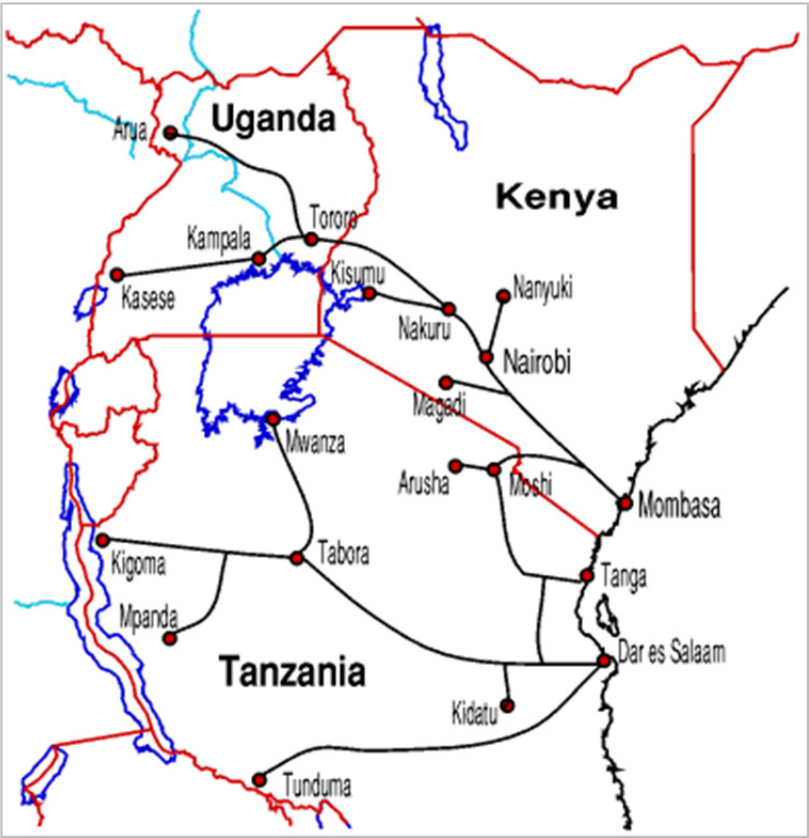 Uganda
Arua
Kenya
Tororo
Kampala
Kisumu
Kasese
Nanyuki
Nakuru
Nairobi
Magadi
Mwanza
Arusha
Moshi
Mombasa
Tabora
Kigoma
Tanga
Mpanda
Dar es Salaam
Tanzania
Kidatu
Tunduma